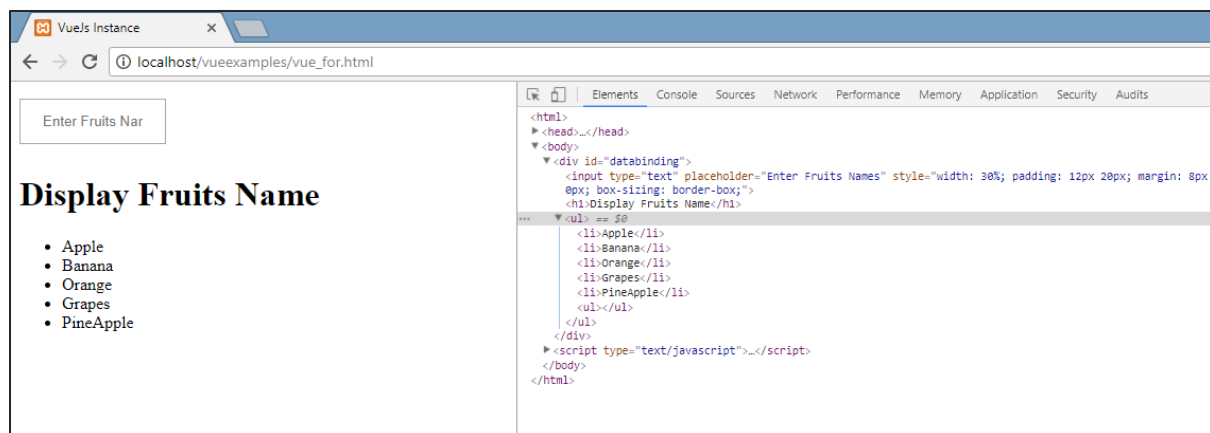 VueJs Instance
localhost/vueexamples/vue_for.html
Enter Fruits Nar
Display Fruits Name
Apple
Banana
Orange
Grapes
PineApple
Elements Console Sources Network Performance Memory Application Security Audits
<html>
<head>…</head>
<body>
<div id="databinding">
<input type="text" placeholder="Enter Fruits Names" style="width: 30%; padding: 12px 20px; margin: 8px
0px; box-sizing: border-box;">
<h1>Display Fruits Name</h1>
... <ul> == $0
<li>Apple</li>
<li>Banana</li>
<li>Orange</li>
<li>Grapes</li>
<li>PineApple</li>
<ul></ul>
</ul>
</div>
<script type="text/javascript">…</script>
</body>
</html>